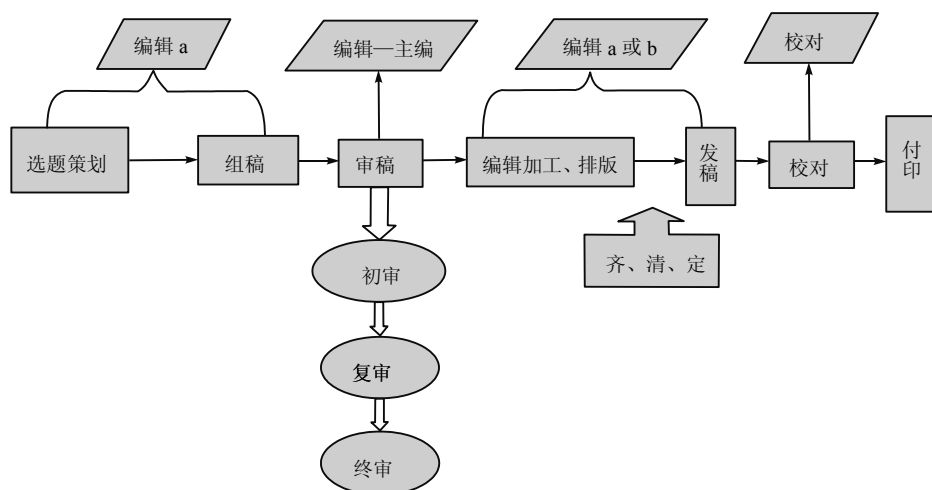 编辑 a
编辑—主编
编辑 a 或 b
校对
选题策划
组稿
审稿
编辑加工、排版
发稿
校对
付印
齐、清、定
初审
复审
终审